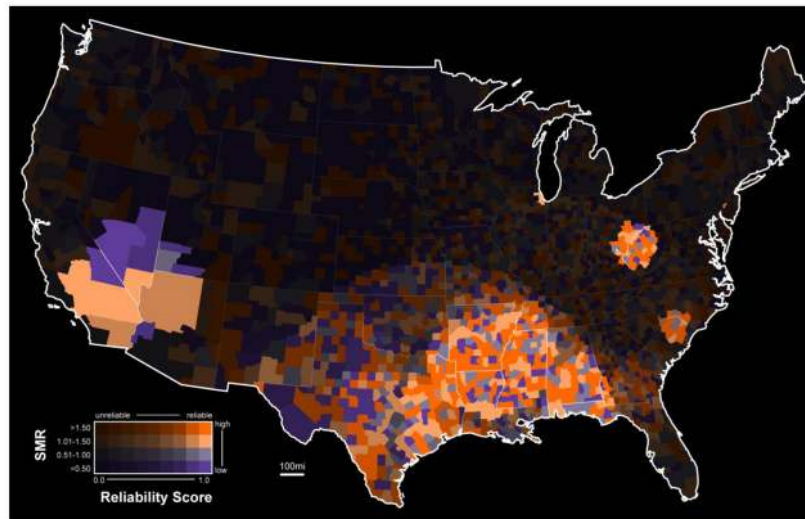 unreliable reliable
SMR
>1.50
1.01-1.50
0.51-1.00
<0.50
high
low
0.0 1.0
Reliability Score
100mi